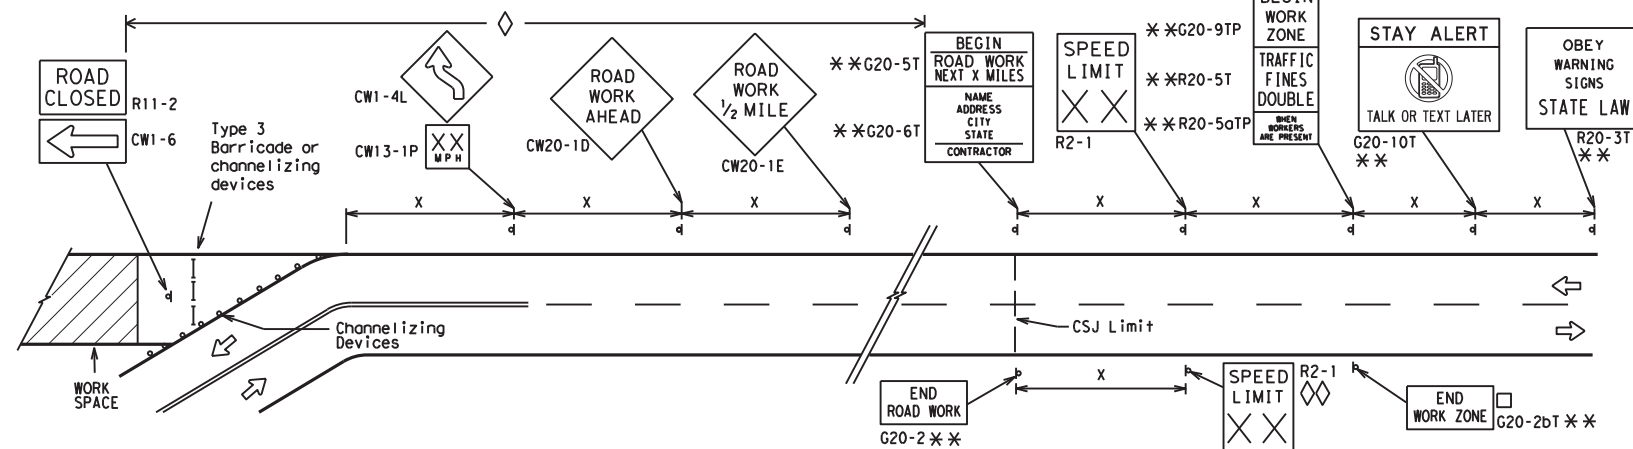 ROAD
CLOSED
R11-2
CW1-6
Type 3
Barricade or
channelizing
devices
CW1-4L
XX
MPH
CW13-1P
ROAD
WORK
AHEAD
CW20-1D
ROAD
WORK
1/2 MILE
CW20-1E
**G20-5T
BEGIN
ROAD WORK
NEXT X MILES
**G20-6T
NAME
ADDRESS
CITY
STATE
CONTRACTOR
SPEED
LIMIT
XX
R2-1
**G20-9TP
BEGIN
WORK
ZONE
**R20-5T
TRAFFIC
FINES
DOUBLE
**R20-5aTP
WHEN
WORKERS
ARE PRESENT
STAY ALERT
TALK OR TEXT LATER
G20-10T
**
OBEY
WARNING
SIGNS
STATE LAW
R20-3T
**
X
X
X
X
X
X
X
Channelizing
Devices
WORK
SPACE
CSJ Limit
X
END
ROAD WORK
G20-2**
SPEED
LIMIT
XX
R2-1
END
WORK ZONE
G20-2bT **